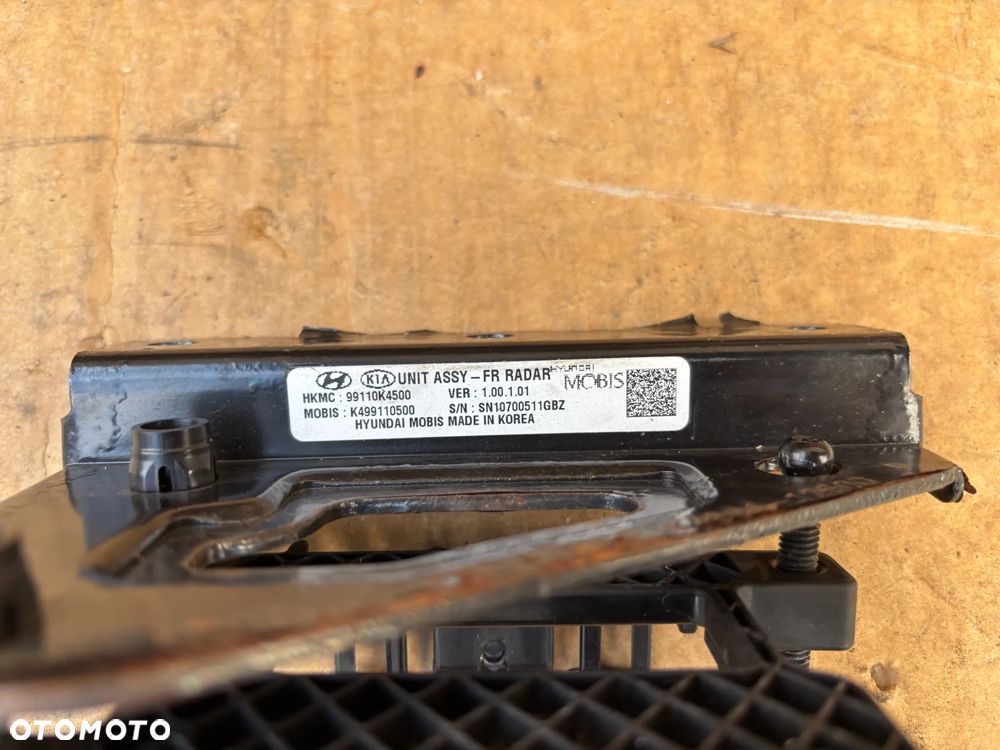 KIA UNIT ASSY - FR RADAR HYUNDAI MOBIS
HKMC : 99110K4500 VER : 1.00.1.01
MOBIS : K499110500 S/N : SN10700511GBZ
HYUNDAI MOBIS MADE IN KOREA
OTOMOTO